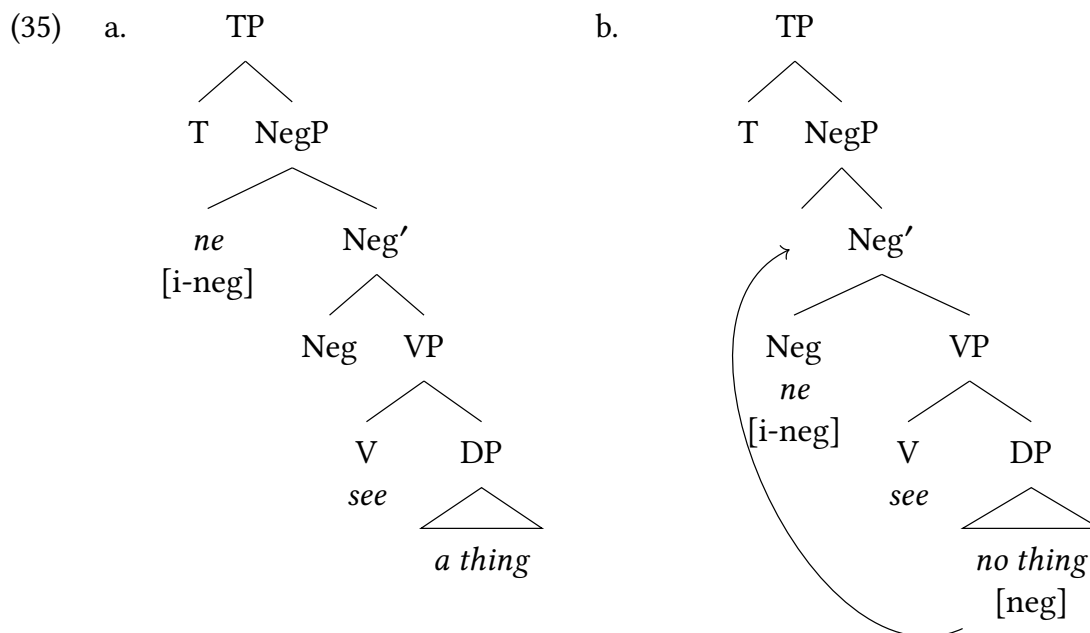 (35) a. TP b. TP
T NegP T NegP
ne Neg′ Neg′
[i-neg]
Neg VP Neg VP
ne
[i-neg]
V DP V DP
see see
a thing no thing
[neg]